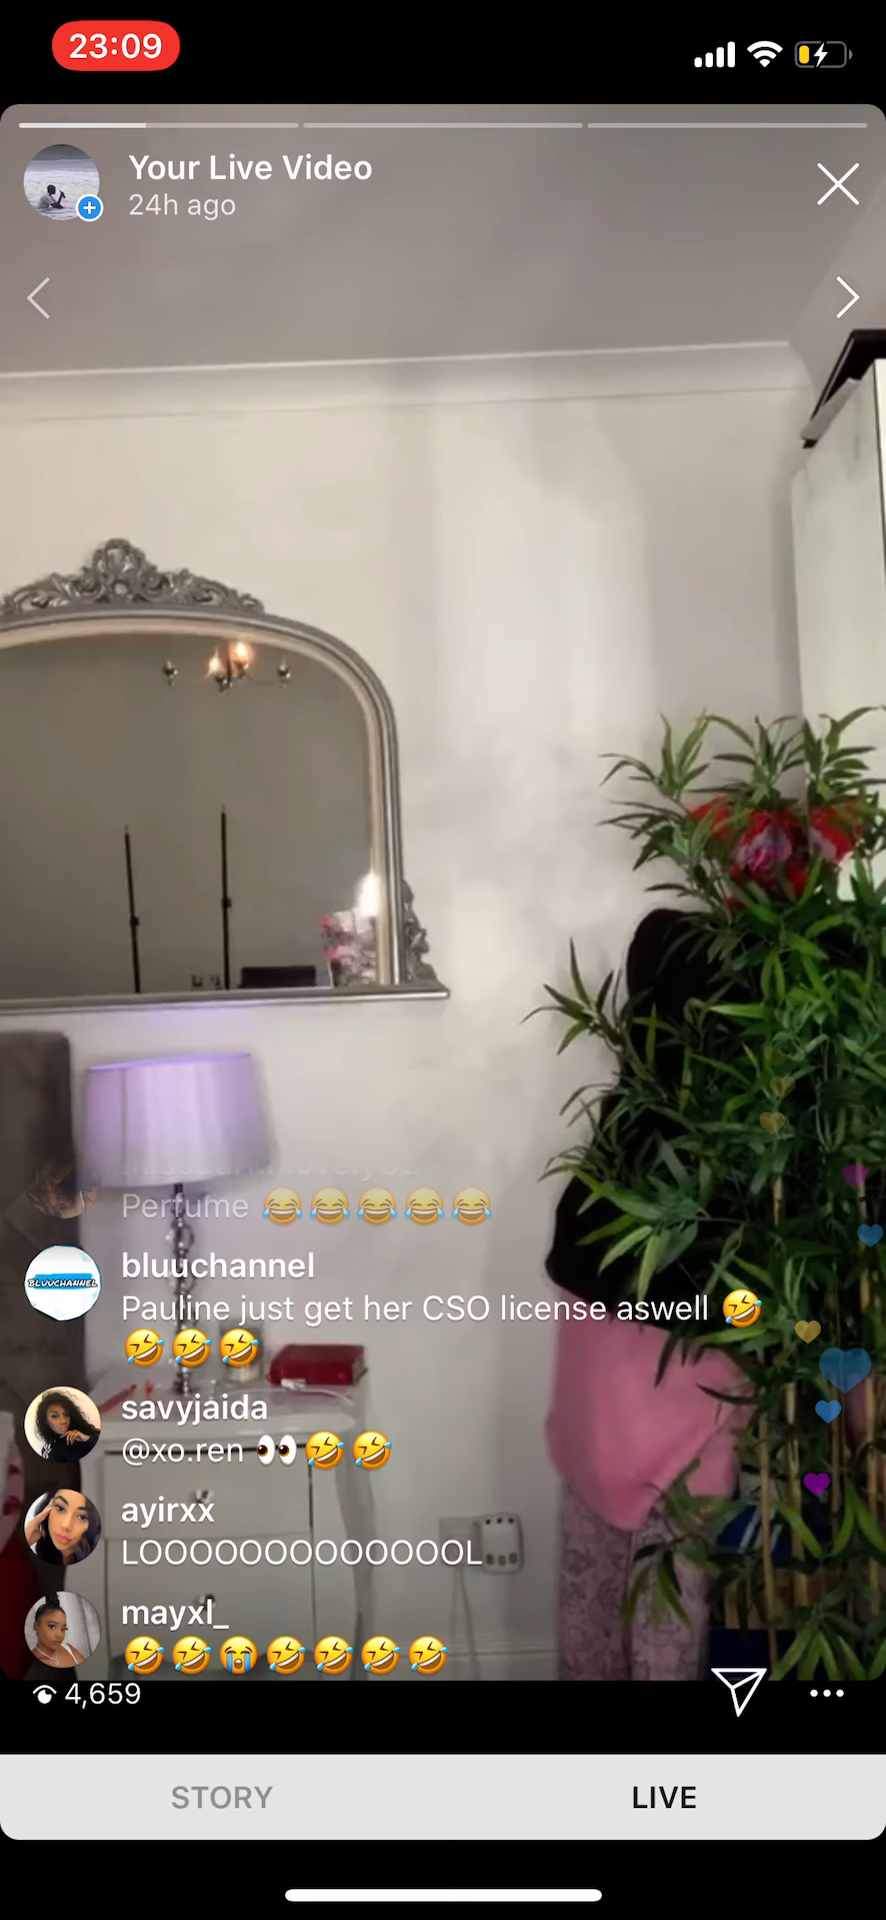 23:09
Your Live Video
24h ago
Perfume 😂😂😂😂😂
bluuchannel
BLUUCHANNEL
Pauline just get her CSO license aswell 🤣
🤣🤣🤣
savyjaida
@xo.ren 👀🤣🤣
ayirxx
LOOOOOOOOOOOOOL
mayxl_
🤣🤣😭🤣🤣🤣🤣
4,659
STORY
LIVE